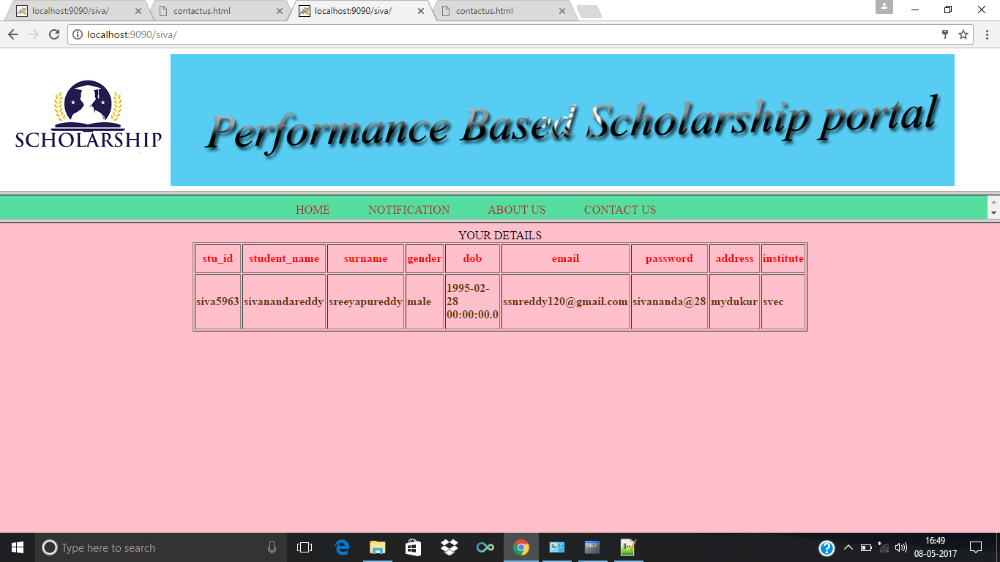 localhost:9090/siva/ contactus.html localhost:9090/siva/ contactus.html
localhost:9090/siva/
SCHOLARSHIP
Performance Based Scholarship portal
HOME NOTIFICATION ABOUT US CONTACT US
YOUR DETAILS
stu_id student_name surname gender dob email password address institute
siva5963 sivanandareddy sreeyapureddy male 1995-02-28 00:00:00.0 ssnreddy120@gmail.com sivananda@28 mydukur svec
Type here to search
16:49
08-05-2017